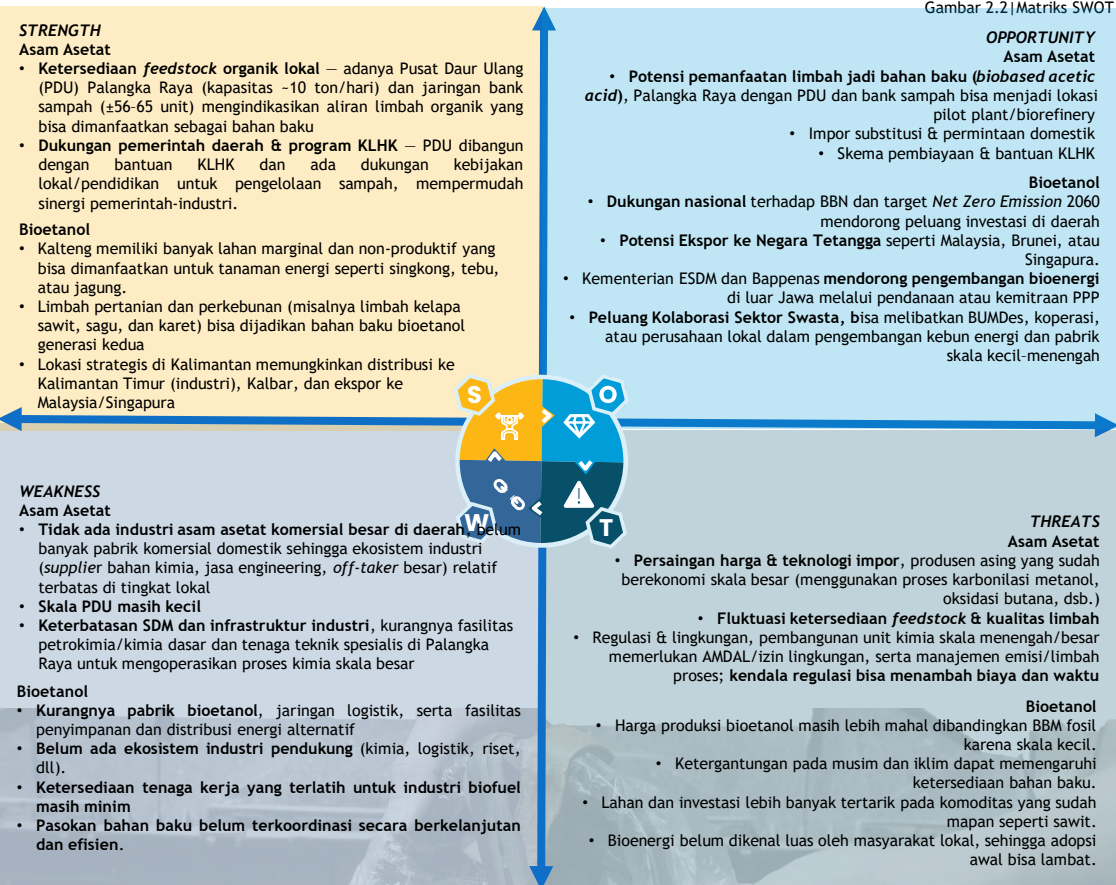 Gambar 2.2|Matriks SWOT
STRENGTH
Asam Asetat
• Ketersediaan feedstock organik lokal — adanya Pusat Daur Ulang
(PDU) Palangka Raya (kapasitas ~10 ton/hari) dan jaringan bank
sampah (±56–65 unit) mengindikasikan aliran limbah organik yang
bisa dimanfaatkan sebagai bahan baku
• Dukungan pemerintah daerah & program KLHK — PDU dibangun
dengan bantuan KLHK dan ada dukungan kebijakan
lokal/pendidikan untuk pengelolaan sampah, mempermudah
sinergi pemerintah-industri.
Bioetanol
• Kalteng memiliki banyak lahan marginal dan non-produktif yang
bisa dimanfaatkan untuk tanaman energi seperti singkong, tebu,
atau jagung.
• Limbah pertanian dan perkebunan (misalnya limbah kelapa
sawit, sagu, dan karet) bisa dijadikan bahan baku bioetanol
generasi kedua
• Lokasi strategis di Kalimantan memungkinkan distribusi ke
Kalimantan Timur (industri), Kalbar, dan ekspor ke
Malaysia/Singapura
OPPORTUNITY
Asam Asetat
• Potensi pemanfaatan limbah jadi bahan baku (biobased acetic
acid), Palangka Raya dengan PDU dan bank sampah bisa menjadi lokasi
pilot plant/biorefinery
• Impor substitusi & permintaan domestik
• Skema pembiayaan & bantuan KLHK
Bioetanol
• Dukungan nasional terhadap BBN dan target Net Zero Emission 2060
mendorong peluang investasi di daerah
• Potensi Ekspor ke Negara Tetangga seperti Malaysia, Brunei, atau
Singapura.
• Kementerian ESDM dan Bappenas mendorong pengembangan bioenergi
di luar Jawa melalui pendanaan atau kemitraan PPP
• Peluang Kolaborasi Sektor Swasta, bisa melibatkan BUMDes, koperasi,
atau perusahaan lokal dalam pengembangan kebun energi dan pabrik
skala kecil–menengah
S
O
W
T
WEAKNESS
Asam Asetat
• Tidak ada industri asam asetat komersial besar di daerah, belum
banyak pabrik komersial domestik sehingga ekosistem industri
(supplier bahan kimia, jasa engineering, off-taker besar) relatif
terbatas di tingkat lokal
• Skala PDU masih kecil
• Keterbatasan SDM dan infrastruktur industri, kurangnya fasilitas
petrokimia/kimia dasar dan tenaga teknik spesialis di Palangka
Raya untuk mengoperasikan proses kimia skala besar
Bioetanol
• Kurangnya pabrik bioetanol, jaringan logistik, serta fasilitas
penyimpanan dan distribusi energi alternatif
• Belum ada ekosistem industri pendukung (kimia, logistik, riset,
dll).
• Ketersediaan tenaga kerja yang terlatih untuk industri biofuel
masih minim
• Pasokan bahan baku belum terkoordinasi secara berkelanjutan
dan efisien.
THREATS
Asam Asetat
• Persaingan harga & teknologi impor, produsen asing yang sudah
berekonomi skala besar (menggunakan proses karbonilasi metanol,
oksidasi butana, dsb.)
• Fluktuasi ketersediaan feedstock & kualitas limbah
• Regulasi & lingkungan, pembangunan unit kimia skala menengah/besar
memerlukan AMDAL/izin lingkungan, serta manajemen emisi/limbah
proses; kendala regulasi bisa menambah biaya dan waktu
Bioetanol
• Harga produksi bioetanol masih lebih mahal dibandingkan BBM fosil
karena skala kecil.
• Ketergantungan pada musim dan iklim dapat memengaruhi
ketersediaan bahan baku.
• Lahan dan investasi lebih banyak tertarik pada komoditas yang sudah
mapan seperti sawit.
• Bioenergi belum dikenal luas oleh masyarakat lokal, sehingga adopsi
awal bisa lambat.